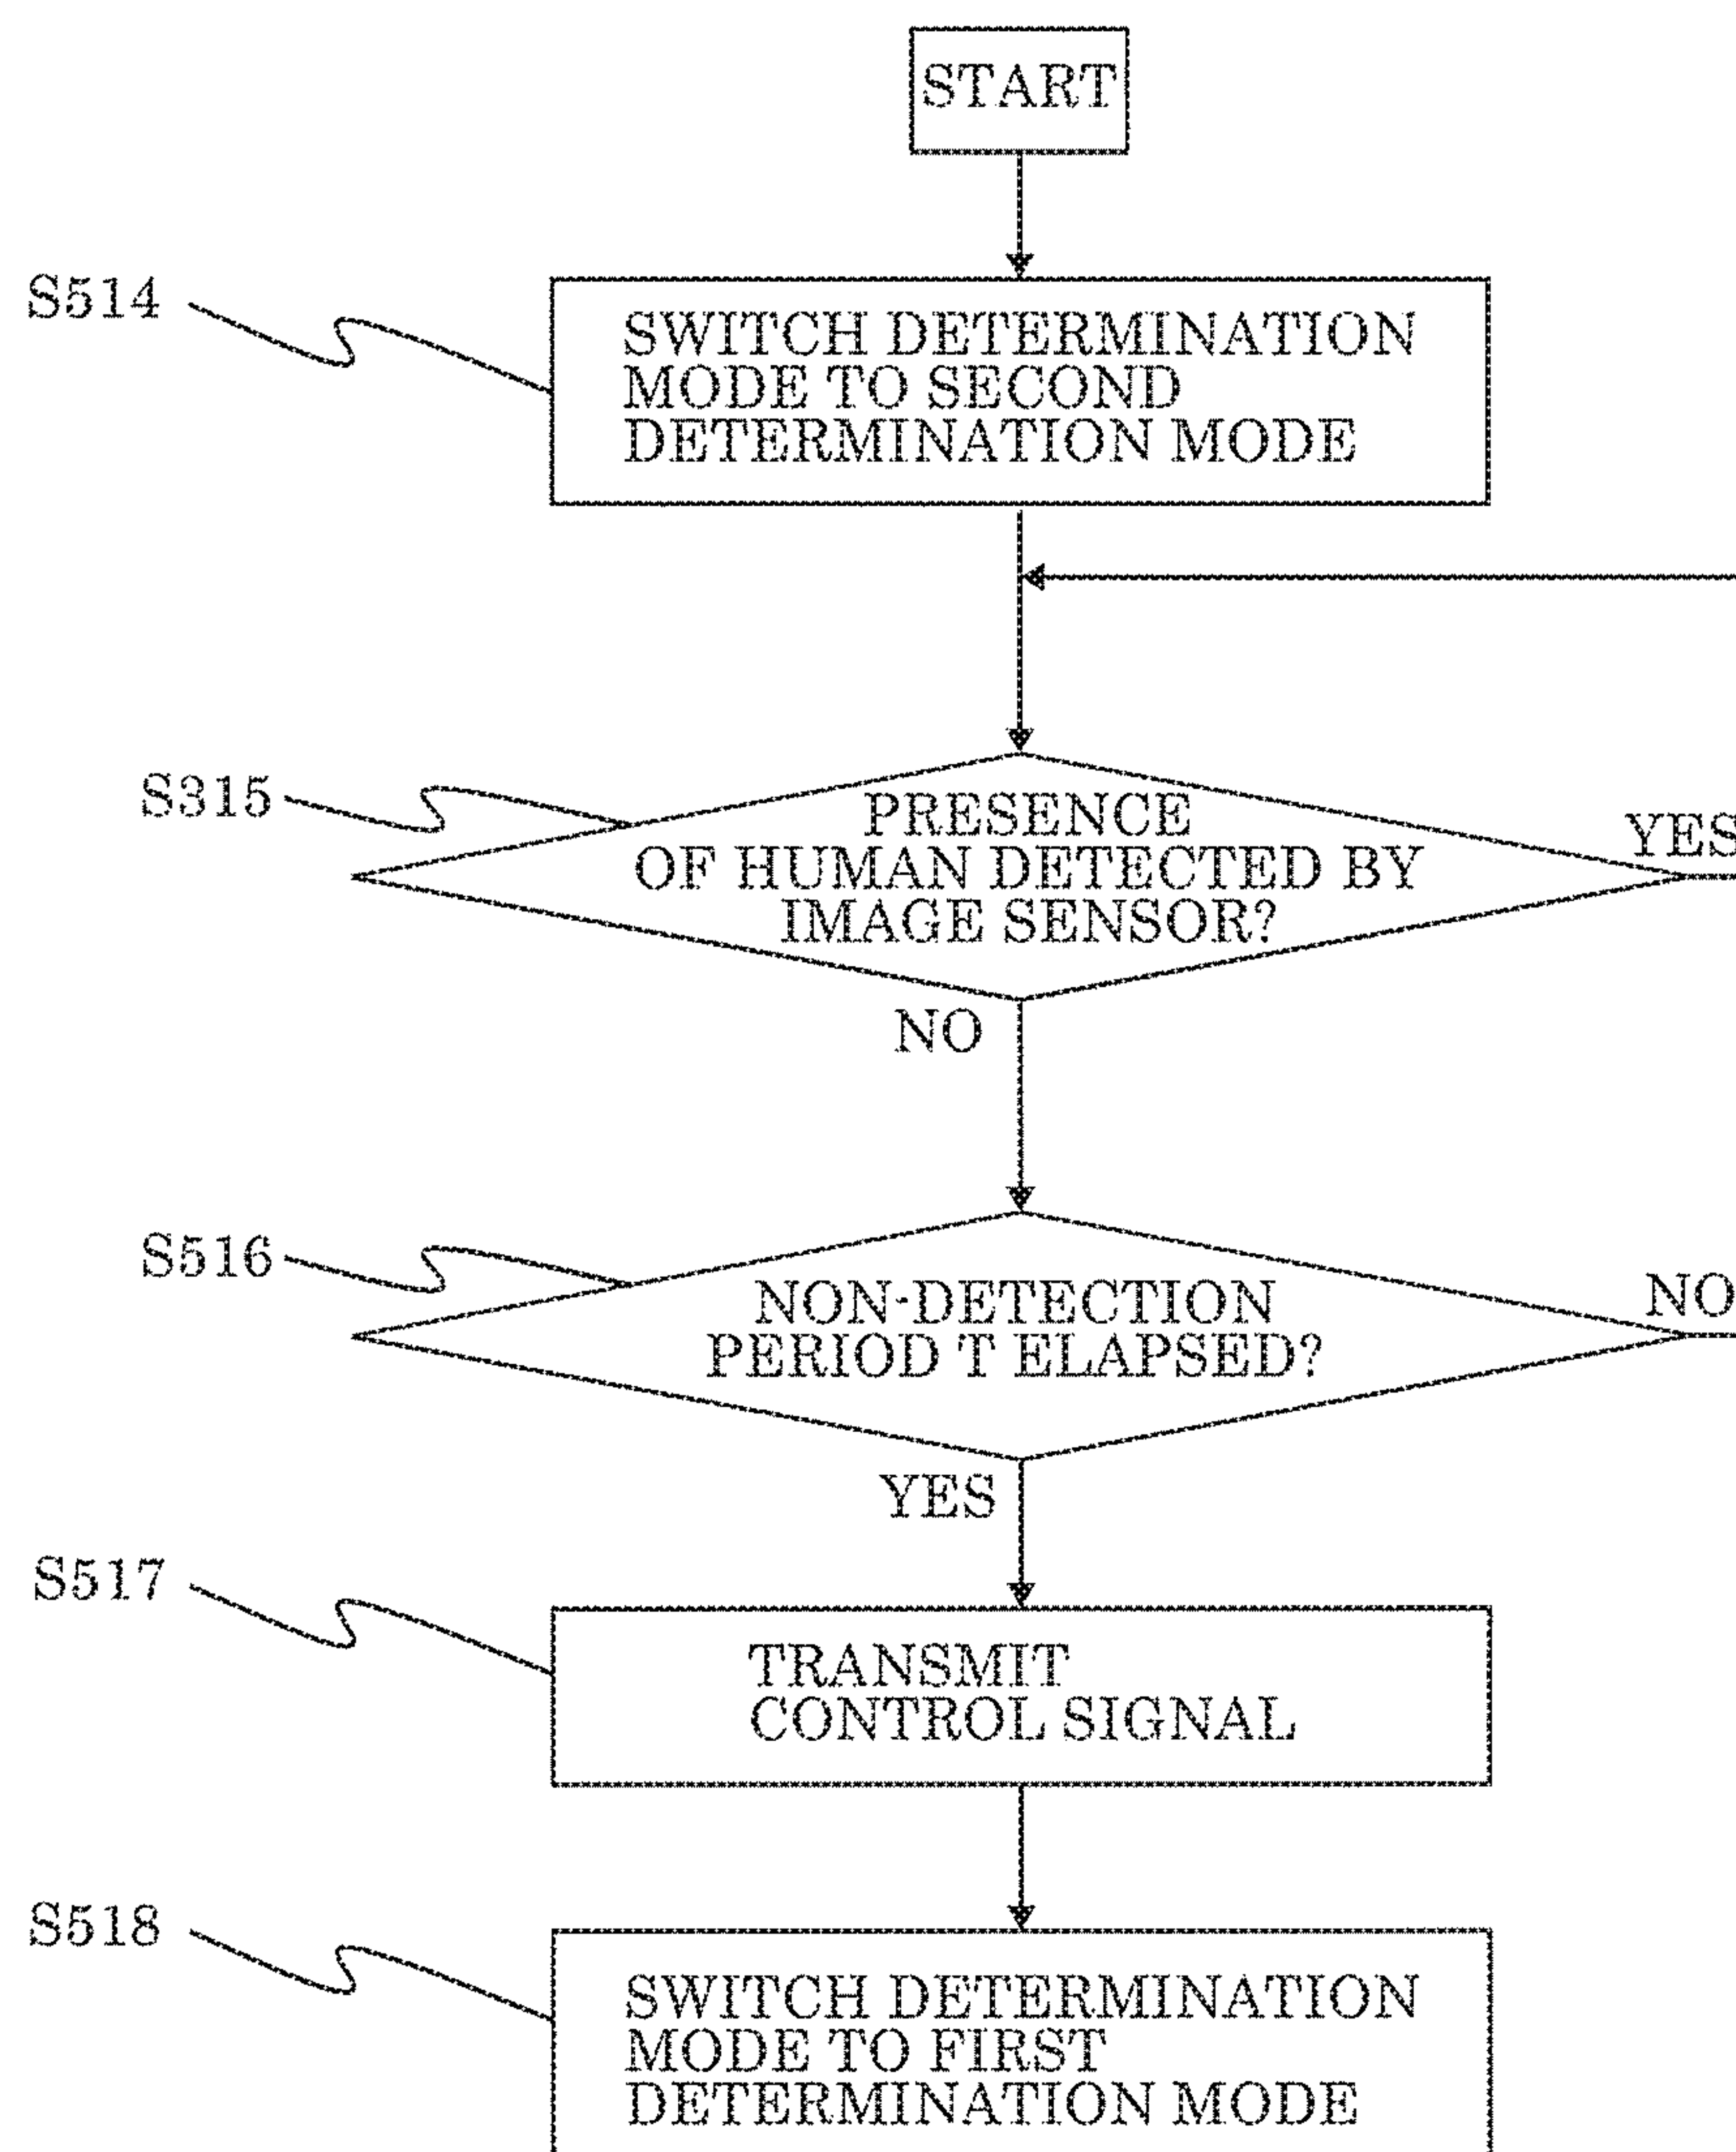 START
S514
SWITCH DETERMINATION
MODE TO SECOND
DETERMINATION MODE
S315
PRESENCE
OF HUMAN DETECTED BY
IMAGE SENSOR?
YES
NO
S516
NON-DETECTION
PERIOD T ELAPSED?
NO
YES
S517
TRANSMIT
CONTROL SIGNAL
S518
SWITCH DETERMINATION
MODE TO FIRST
DETERMINATION MODE